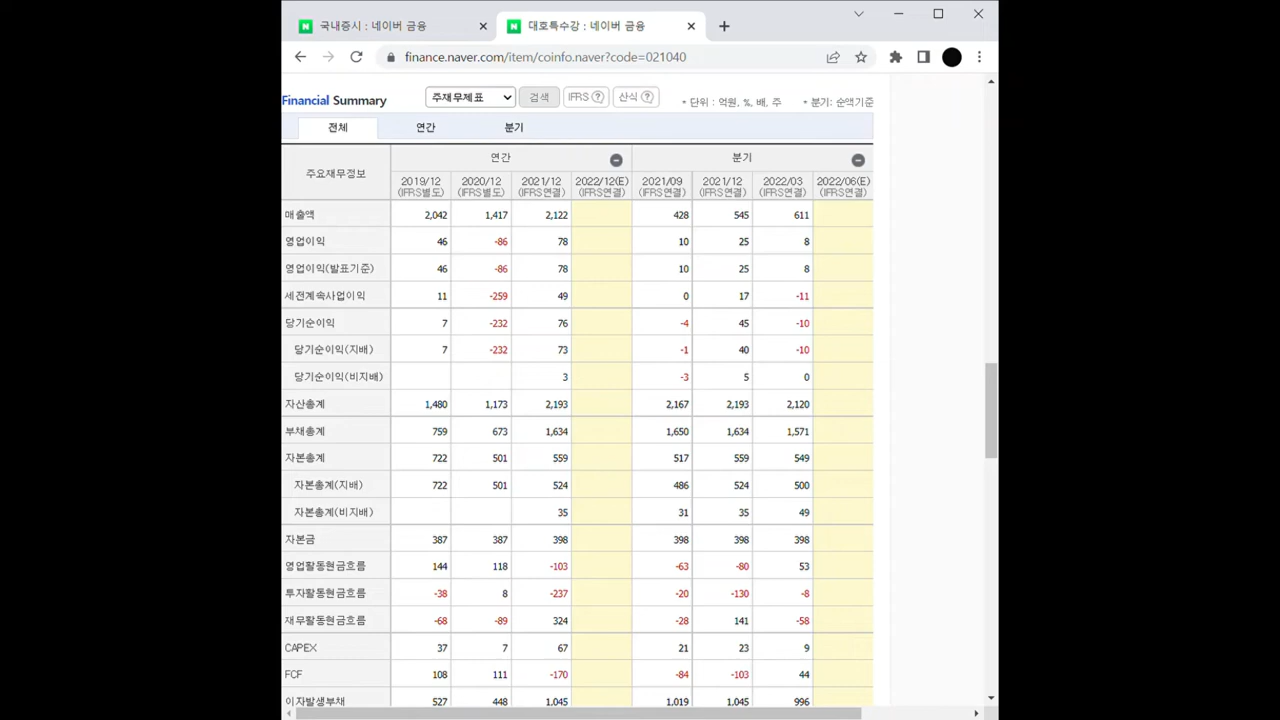 국내증시 : 네이버 금융
대호특수강 : 네이버 금융
finance.naver.com/item/coinfo.naver?code=021040
Financial Summary 주재무제표 검색 IFRS ? 산식 ? * 단위 : 억원, %, 배, 주 * 분기: 순액기준
전체 연간 분기
주요재무정보 연간 분기
2019/12 2020/12 2021/12 2022/12(E) 2021/09 2021/12 2022/03 2022/06(E)
(IFRS별도) (IFRS별도) (IFRS연결) (IFRS연결) (IFRS연결) (IFRS연결) (IFRS연결) (IFRS연결)
매출액 2,042 1,417 2,122 428 545 611
영업이익 46 -86 78 10 25 8
영업이익(발표기준) 46 -86 78 10 25 8
세전계속사업이익 11 -259 49 0 17 -11
당기순이익 7 -232 76 -4 45 -10
당기순이익(지배) 7 -232 73 -1 40 -10
당기순이익(비지배) 3 -3 5 0
자산총계 1,480 1,173 2,193 2,167 2,193 2,120
부채총계 759 673 1,634 1,650 1,634 1,571
자본총계 722 501 559 517 559 549
자본총계(지배) 722 501 524 486 524 500
자본총계(비지배) 35 31 35 49
자본금 387 387 398 398 398 398
영업활동현금흐름 144 118 -103 -63 -80 53
투자활동현금흐름 -38 8 -237 -20 -130 -8
재무활동현금흐름 -68 -89 324 -28 141 -58
CAPEX 37 7 67 21 23 9
FCF 108 111 -170 -84 -103 44
이자발생부채 527 448 1,045 1,019 1,045 996